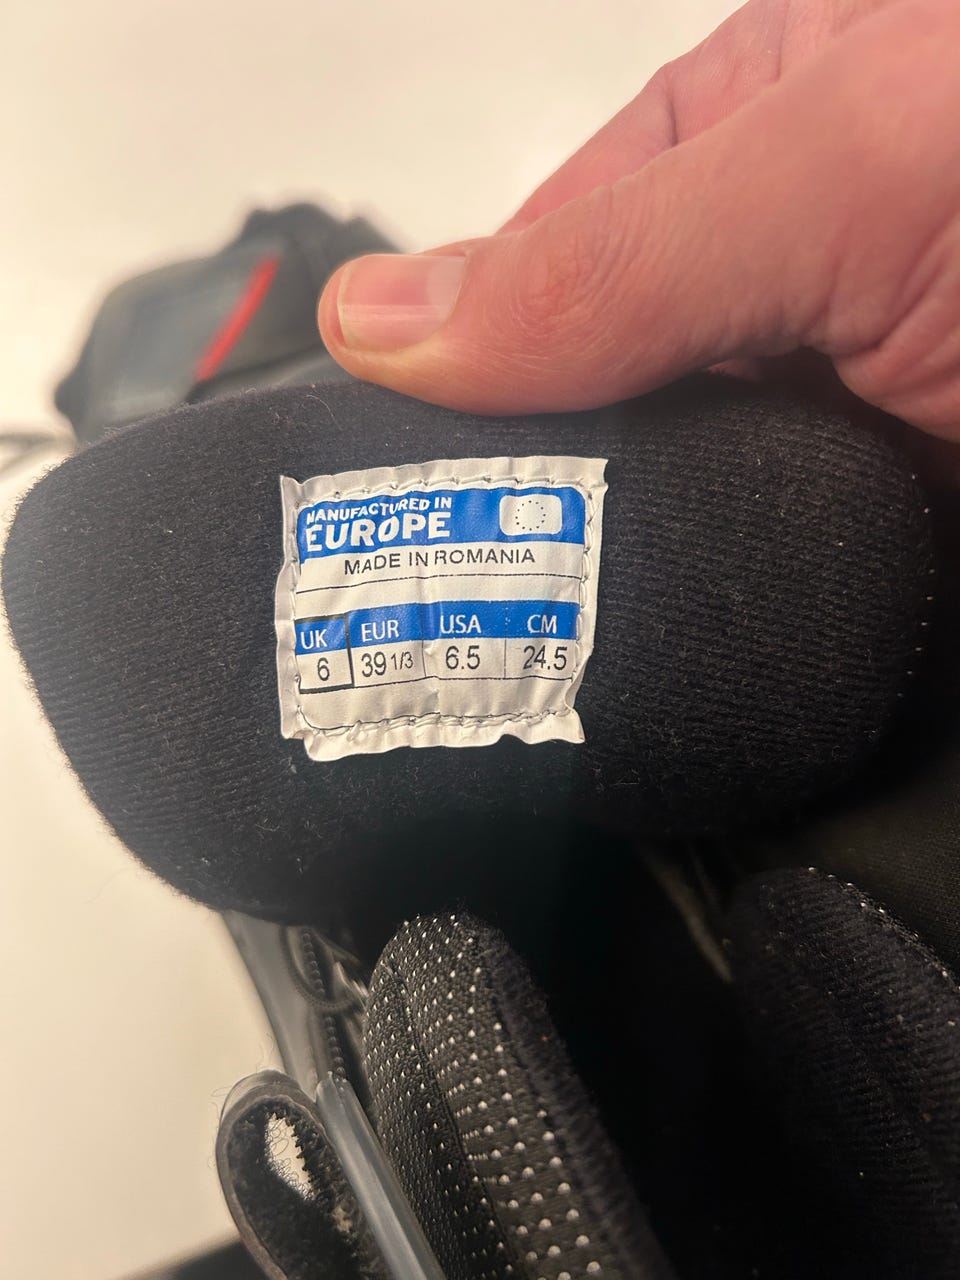 MANUFACTURED IN
EUROPE
MADE IN ROMANIA
UK EUR USA CM
6 39 1/3 6.5 24.5